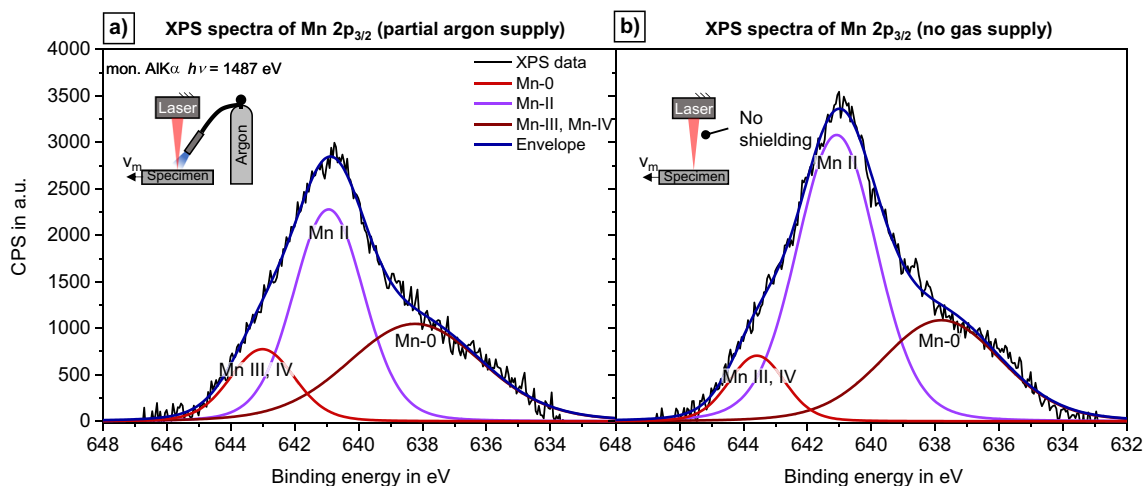 a) XPS spectra of Mn 2p3/2 (partial argon supply)
mon. AlKα hν = 1487 eV
Laser
Argon
vm
Specimen
XPS data
Mn-0
Mn-II
Mn-III, Mn-IV
Envelope
Mn II
Mn III, IV
Mn-0
CPS in a.u.
4000
3500
3000
2500
2000
1500
1000
500
0
648 646 644 642 640 638 636 634
Binding energy in eV
b) XPS spectra of Mn 2p3/2 (no gas supply)
Laser
No
shielding
vm
Specimen
Mn II
Mn III, IV
Mn-0
648 646 644 642 640 638 636 634 632
Binding energy in eV